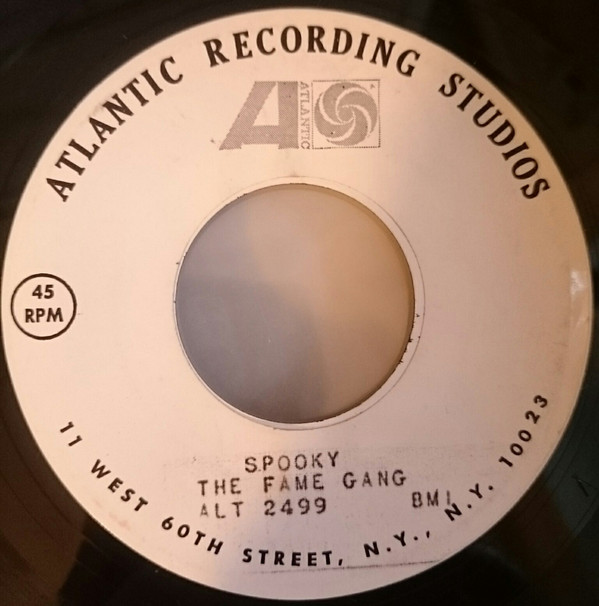 ATLANTIC RECORDING STUDIOS
ATLANTIC
45
RPM
SPOOKY
THE FAME GANG
ALT 2499 BMI
11 WEST 60TH STREET, N.Y., N.Y. 10023